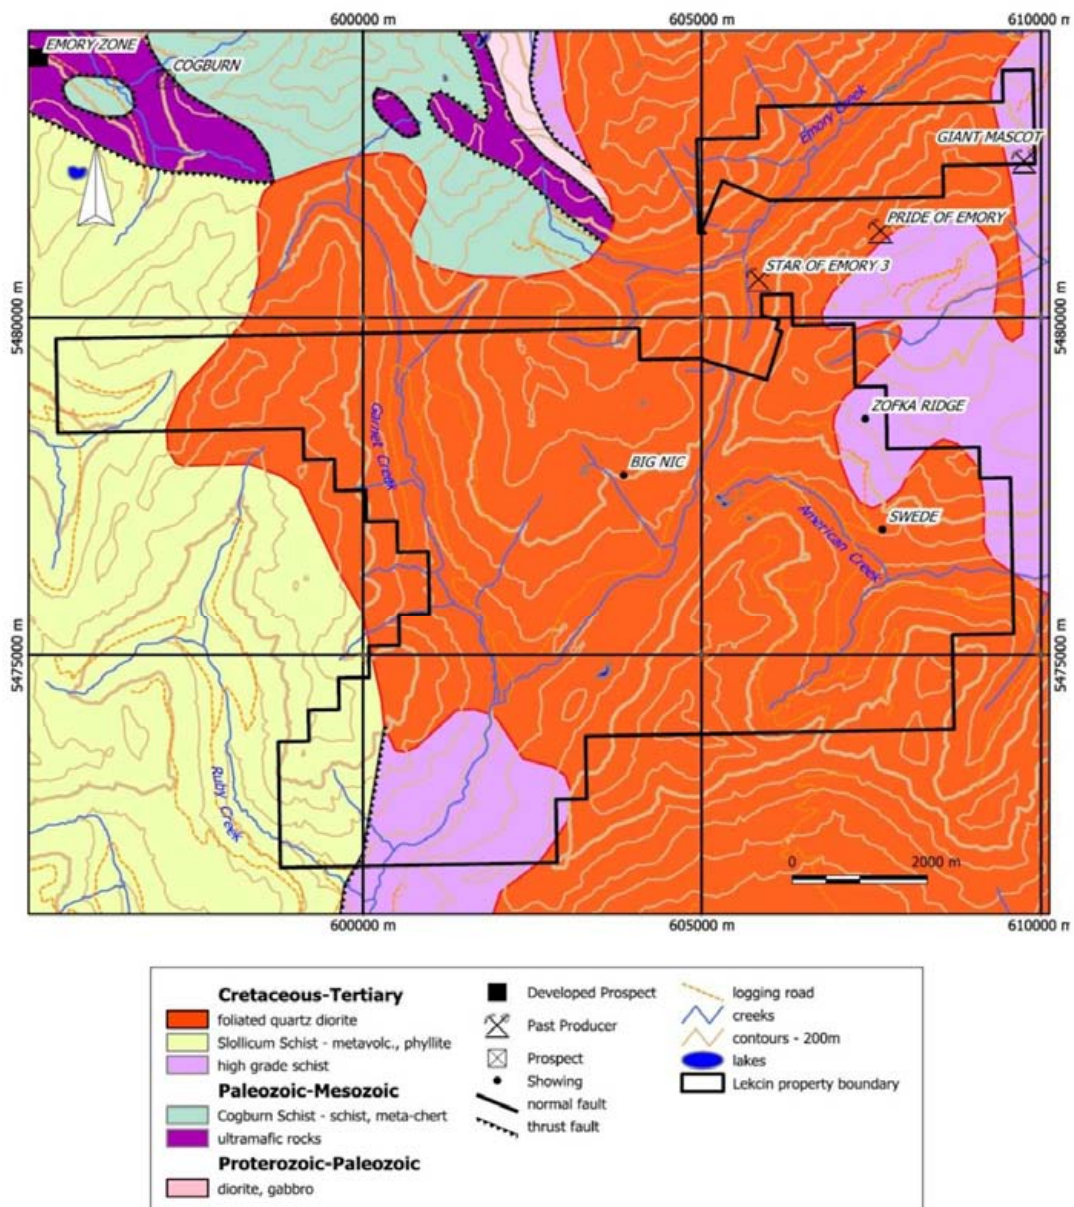 600000 m 605000 m 610000 m
EMORY ZONE
COGBURN
Emory Creek
GIANT MASCOT
PRIDE OF EMORY
STAR OF EMORY 3
5480000 m 5480000 m
ZOFKA RIDGE
Garnet Creek
BIG NIC
SWEDE
American Creek
5475000 m 5475000 m
Ruby Creek
0 2000 m
600000 m 605000 m 610000 m
Cretaceous-Tertiary
foliated quartz diorite
Slollicum Schist - metavolc., phyllite
high grade schist
Paleozoic-Mesozoic
Cogburn Schist - schist, meta-chert
ultramafic rocks
Proterozoic-Paleozoic
diorite, gabbro
Developed Prospect
Past Producer
Prospect
Showing
normal fault
thrust fault
logging road
creeks
contours - 200m
lakes
Lekcin property boundary